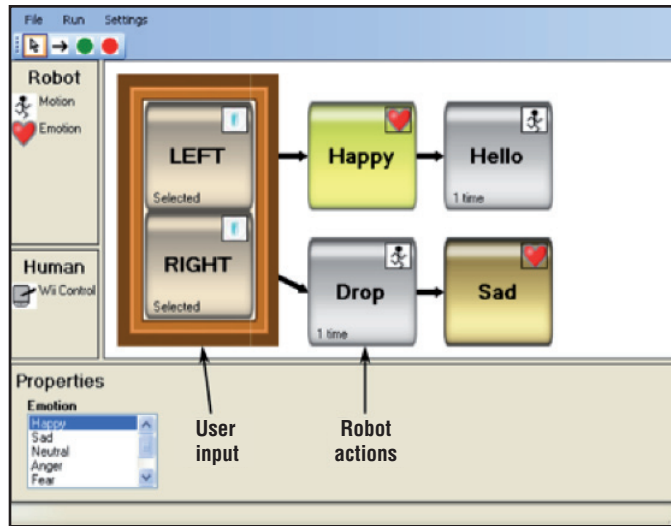 File Run Settings
Robot
Motion
Emotion
LEFT
Selected
Happy
Hello
1 time
RIGHT
Selected
Drop
1 time
Sad
Human
Wii Control
Properties
Emotion
Happy
Sad
Neutral
Anger
Fear
User
input
Robot
actions